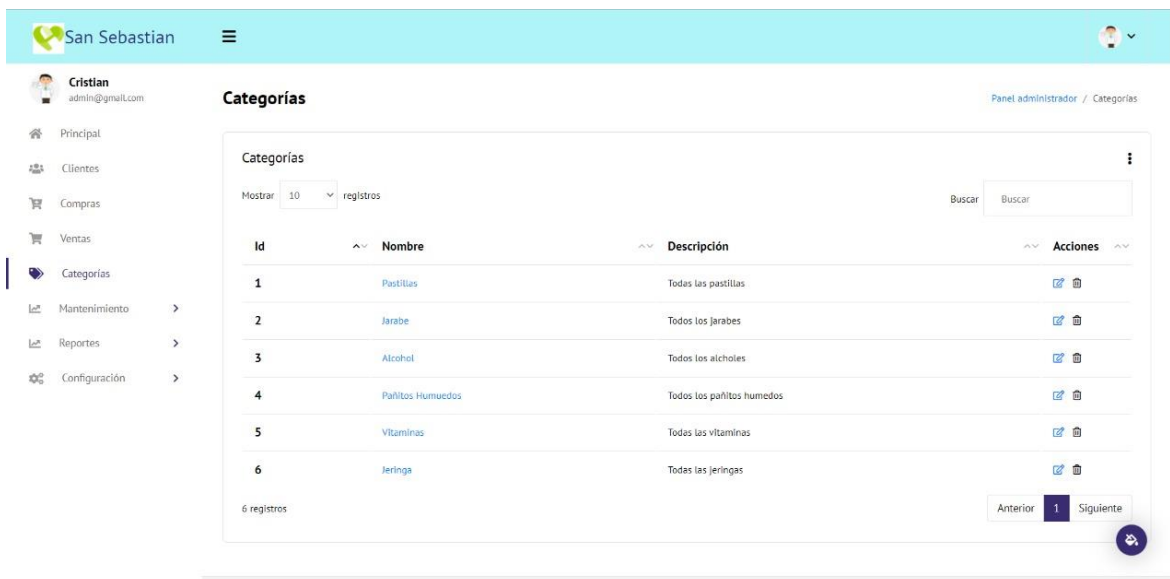 San Sebastian
Cristian
admin@gmail.com
Principal
Clientes
Compras
Ventas
Categorías
Mantenimiento
Reportes
Configuración
Categorías
Panel administrador / Categorías
Categorías
Mostrar 10 registros
Buscar Buscar
Id Nombre Descripción Acciones
1 Pastillas Todas las pastillas
2 Jarabe Todos los jarabes
3 Alcohol Todos los alcholes
4 Pañitos Humuedos Todos los pañitos humedos
5 Vitaminas Todas las vitaminas
6 Jeringa Todas las jeringas
6 registros
Anterior 1 Siguiente